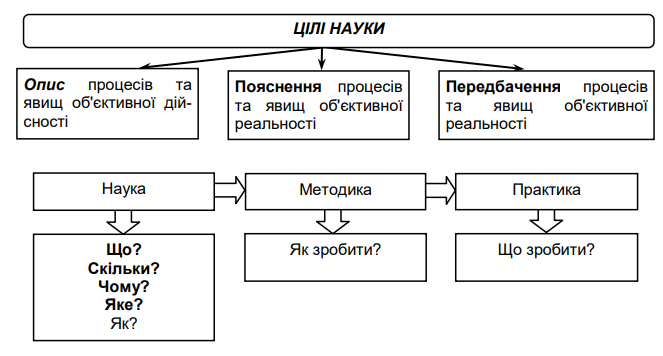 ЦІЛІ НАУКИ
Опис процесів та
явищ об'єктивної дій-
сності
Пояснення процесів
та явищ об'єктивної
реальності
Передбачення процесів
та явищ об'єктивної
реальності
Наука
Методика
Практика
Що?
Скільки?
Чому?
Яке?
Як?
Як зробити?
Що зробити?